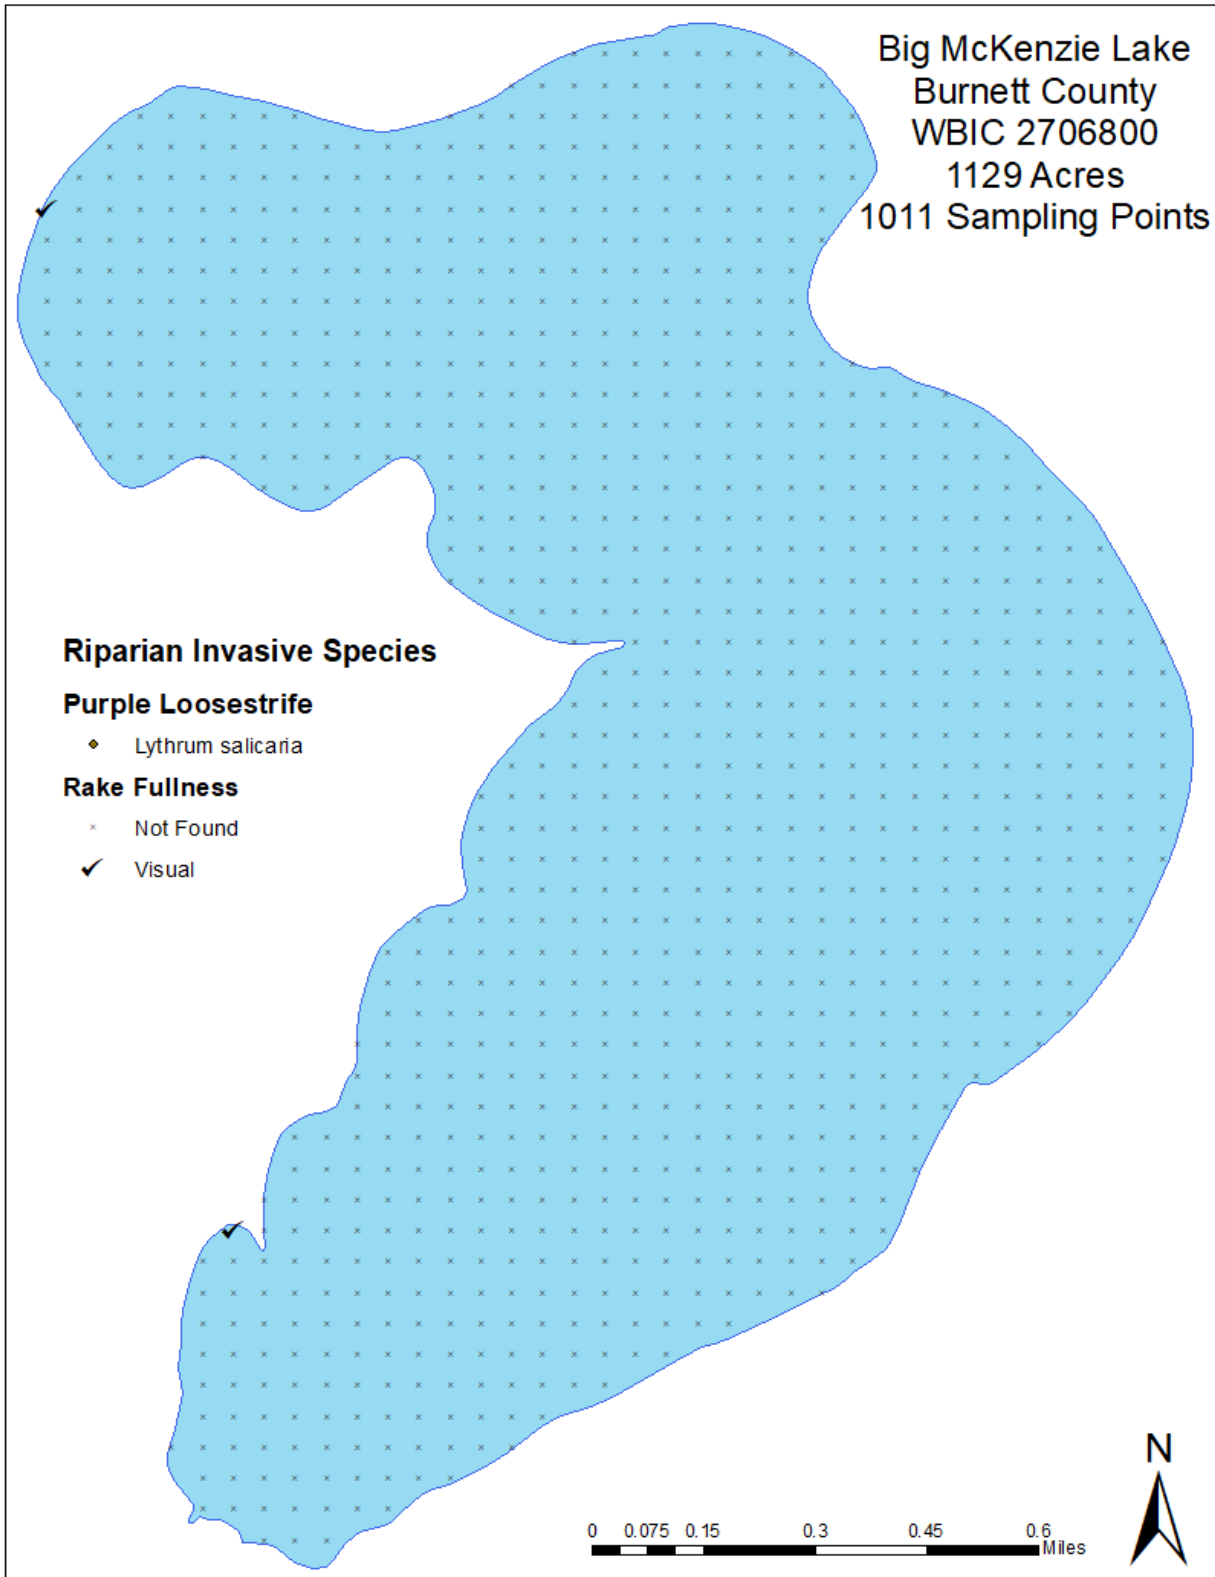 Big McKenzie Lake
Burnett County
WBIC 2706800
1129 Acres
1011 Sampling Points
Riparian Invasive Species
Purple Loosestrife
Lythrum salicaria
Rake Fullness
Not Found
Visual
N
0 0.075 0.15 0.3 0.45 0.6
Miles